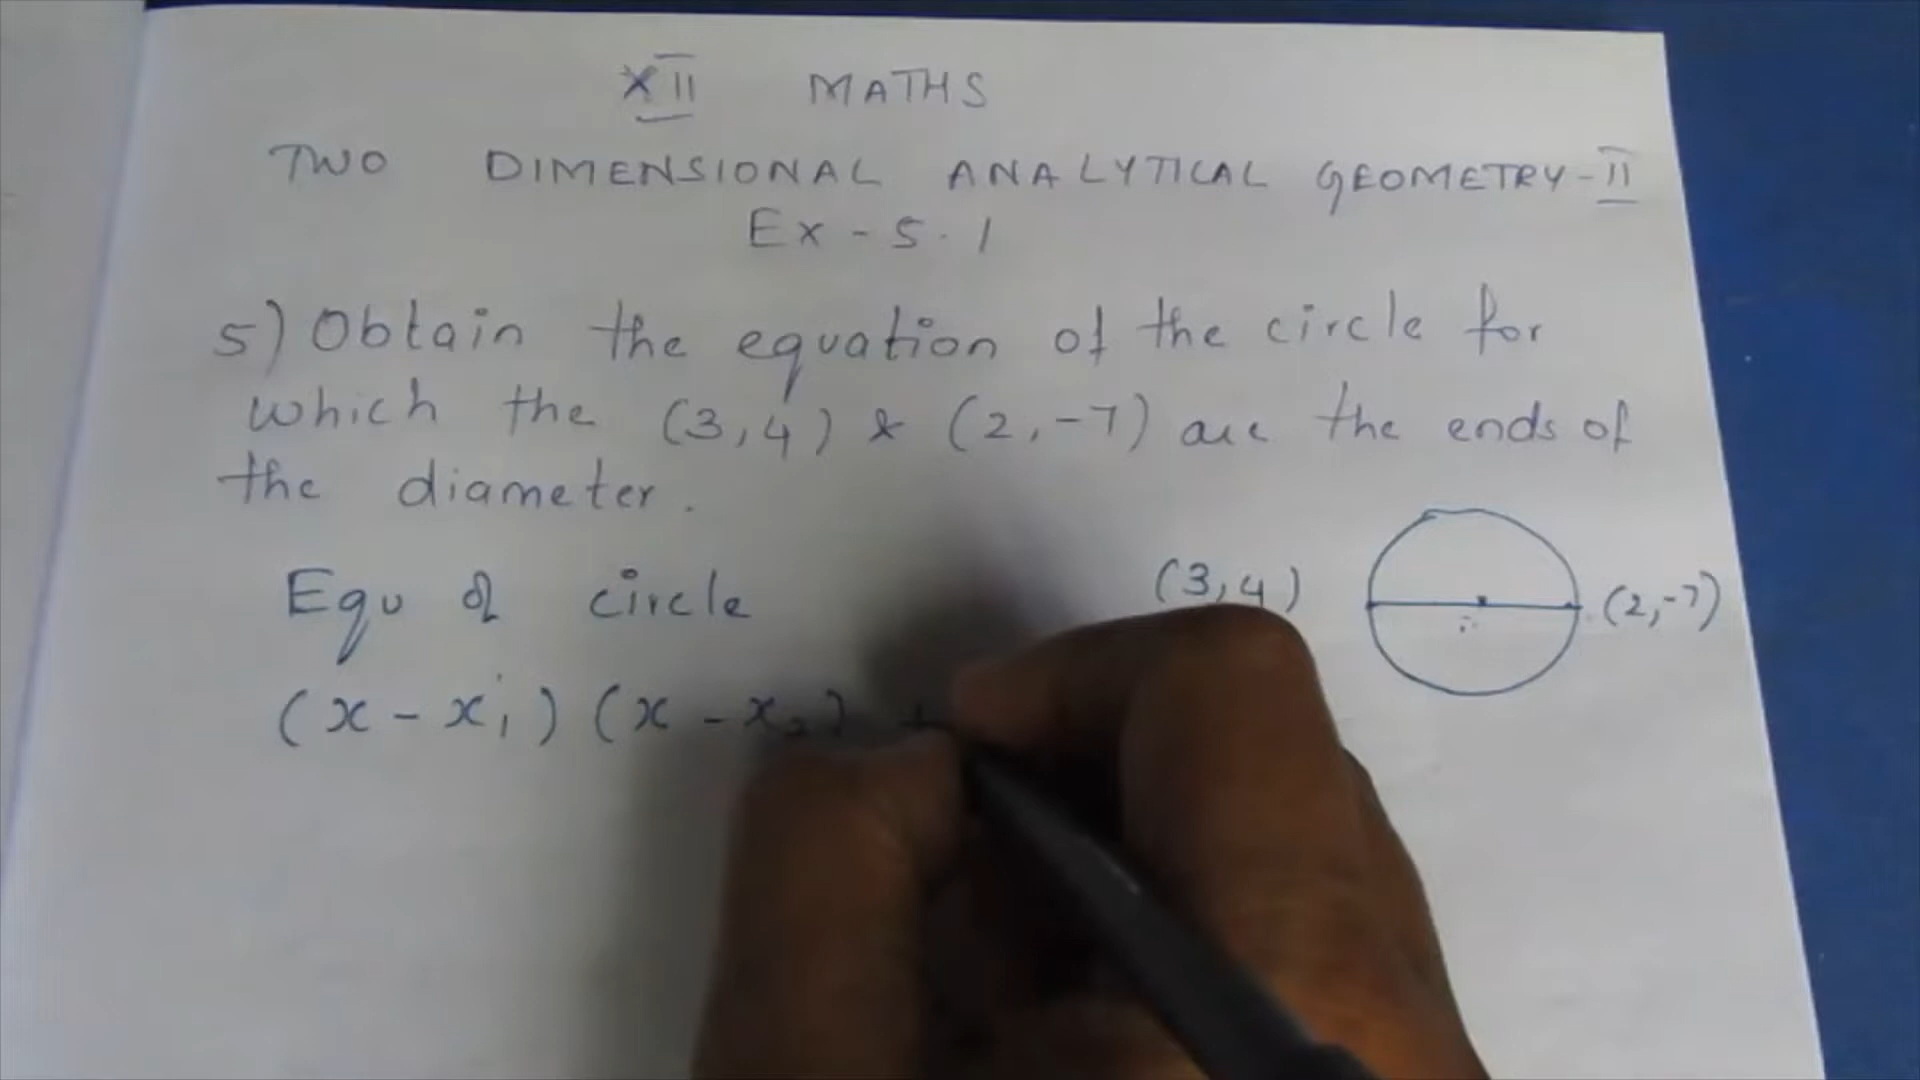 XII MATHS
TWO DIMENSIONAL ANALYTICAL GEOMETRY-II
Ex - 5.1
5) Obtain the equation of the circle for
which the (3,4) & (2,-7) are the ends of
the diameter.
Equ of circle
(3,4) (2,-7)
(x - x₁) (x - x₂) +